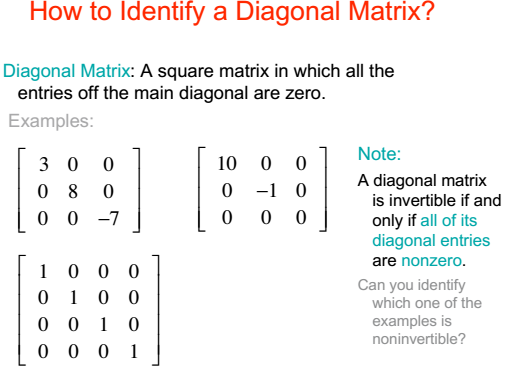 How to Identify a Diagonal Matrix?
Diagonal Matrix: A square matrix in which all the
entries off the main diagonal are zero.
Examples:
3 0 0
0 8 0
0 0 –7
10 0 0
0 –1 0
0 0 0
Note:
A diagonal matrix
is invertible if and
only if all of its
diagonal entries
are nonzero.
Can you identify
which one of the
examples is
noninvertible?
1 0 0 0
0 1 0 0
0 0 1 0
0 0 0 1